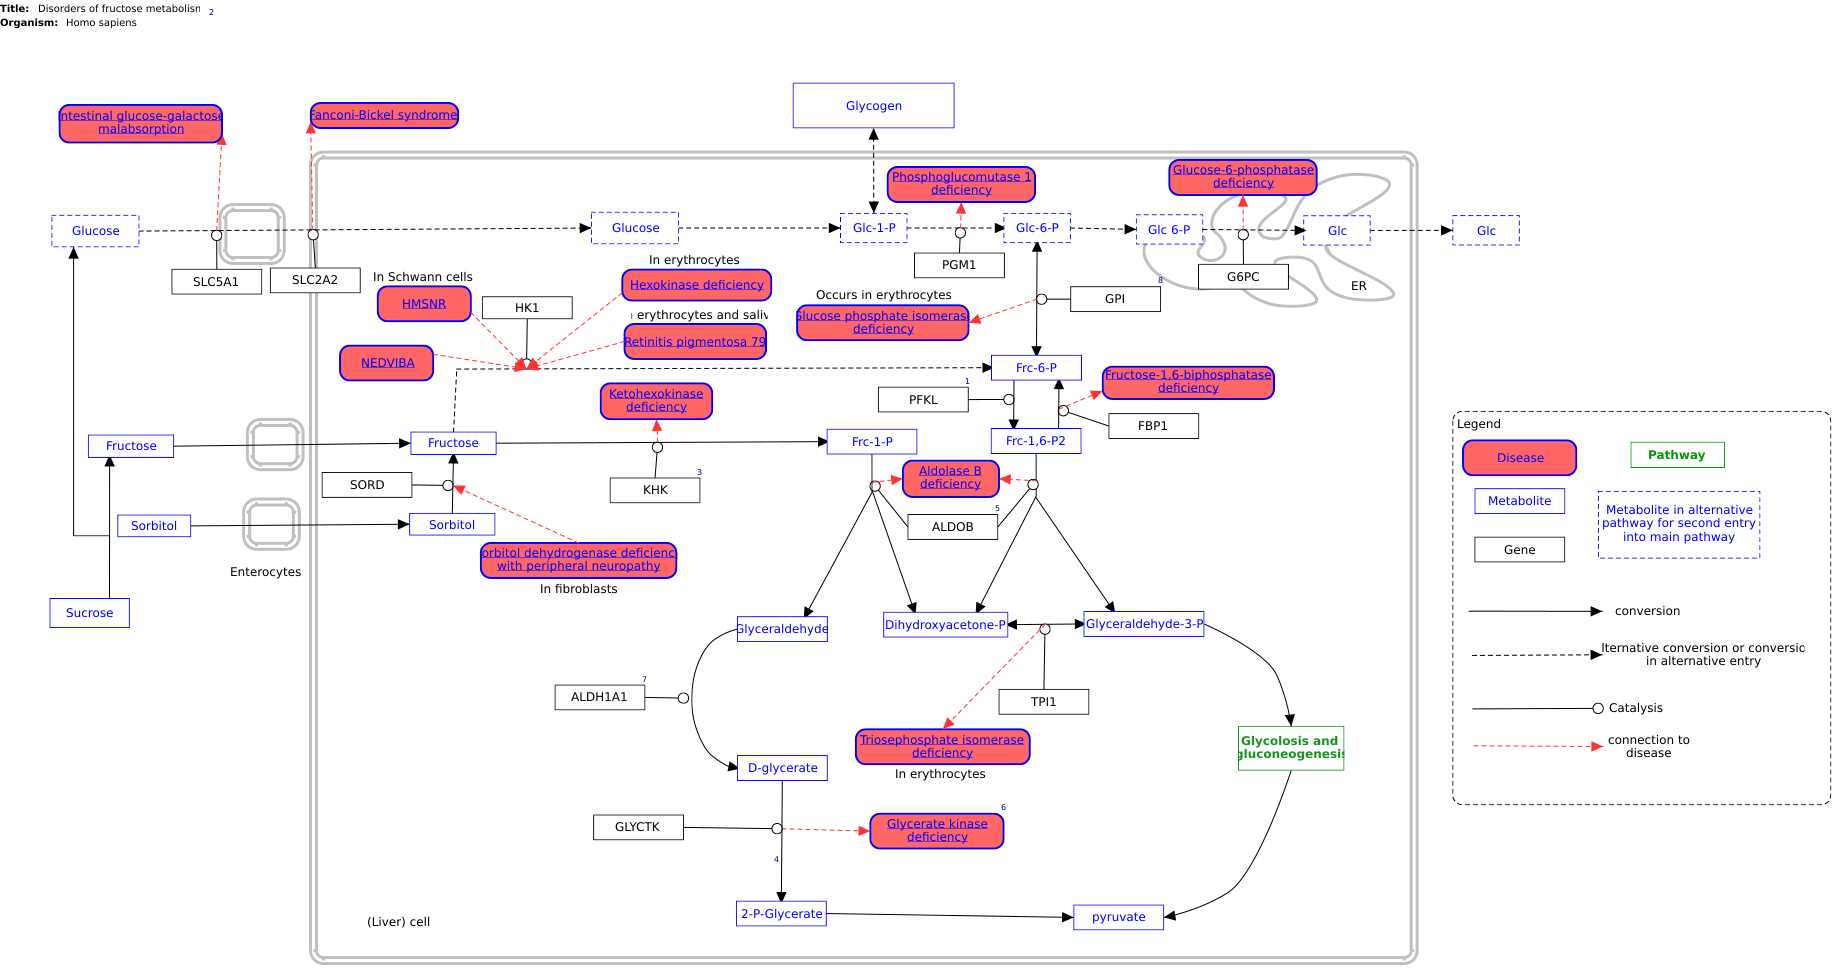 Title: Disorders of fructose metabolism 2
Organism: Homo sapiens
Glycogen
Intestinal glucose-galactose
malabsorption
Fanconi-Bickel syndrome
Phosphoglucomutase 1
deficiency
Glucose-6-phosphatase
deficiency
Glucose
Glucose
Glc-1-P
Glc-6-P
Glc 6-P
Glc
Glc
SLC5A1
SLC2A2
PGM1
G6PC
ER
In Schwann cells
HMSNR
HK1
In erythrocytes
Hexokinase deficiency
erythrocytes and saliv
Retinitis pigmentosa 79
NEDVIBA
Occurs in erythrocytes
Glucose phosphate isomerase
deficiency
GPI
8
Frc-6-P
Ketohexokinase
deficiency
PFKL
1
Fructose-1,6-biphosphatase
deficiency
FBP1
Fructose
Fructose
Frc-1-P
Frc-1,6-P2
SORD
KHK
3
Aldolase B
deficiency
ALDOB
5
Sorbitol
Sorbitol
Sorbitol dehydrogenase deficiency
with peripheral neuropathy
In fibroblasts
Enterocytes
Sucrose
Glyceraldehyde
Dihydroxyacetone-P
Glyceraldehyde-3-P
ALDH1A1
7
TPI1
Triosephosphate isomerase
deficiency
In erythrocytes
Glycolosis and
gluconeogenesis
D-glycerate
GLYCTK
Glycerate kinase
deficiency
6
4
2-P-Glycerate
pyruvate
(Liver) cell
Legend
Disease
Pathway
Metabolite
Metabolite in alternative
pathway for second entry
into main pathway
Gene
conversion
lternative conversion or conversio
in alternative entry
Catalysis
connection to
disease